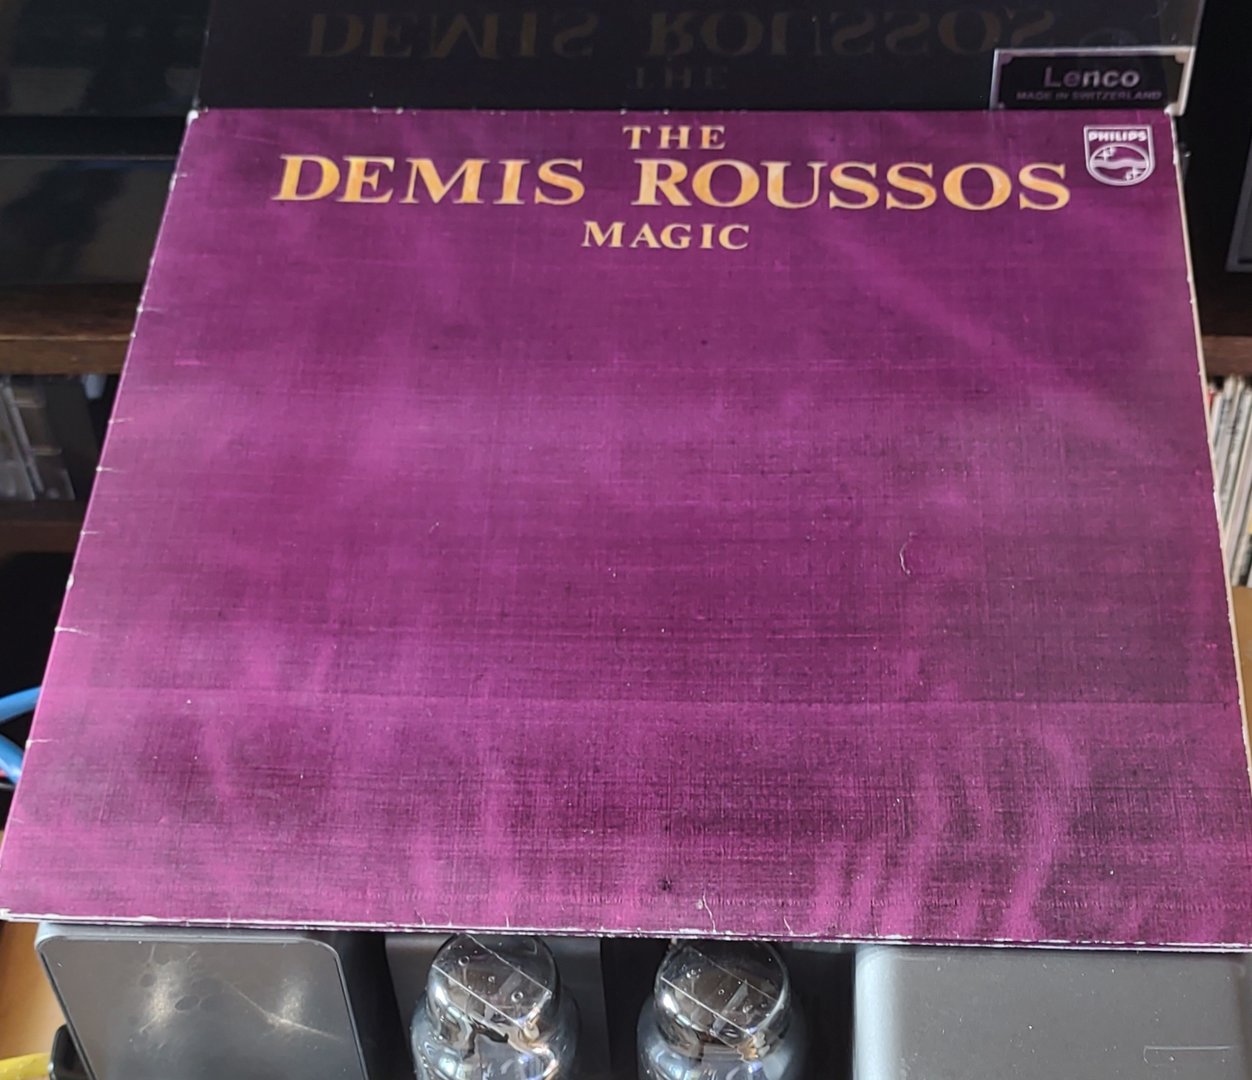 Lenco
MADE IN SWITZERLAND
THE
DEMIS ROUSSOS
MAGIC
PHILIPS